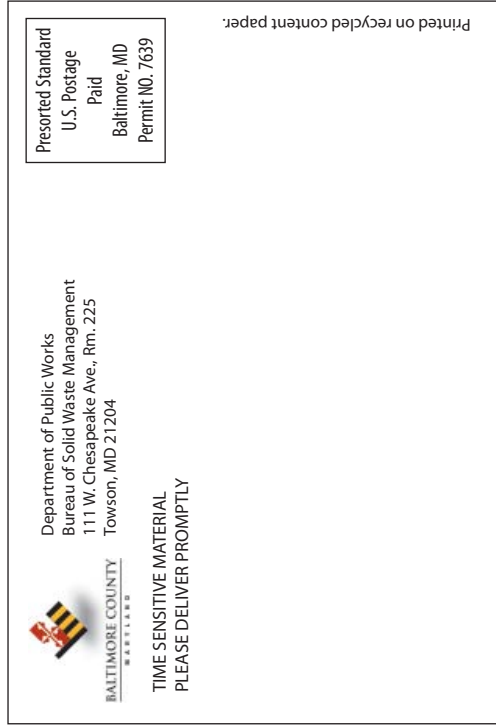 BALTIMORE COUNTY
MARYLAND
Department of Public Works
Bureau of Solid Waste Management
111 W. Chesapeake Ave., Rm. 225
Towson, MD 21204
TIME SENSITIVE MATERIAL
PLEASE DELIVER PROMPTLY
Presorted Standard
U.S. Postage
Paid
Baltimore, MD
Permit NO. 7639
Printed on recycled content paper.